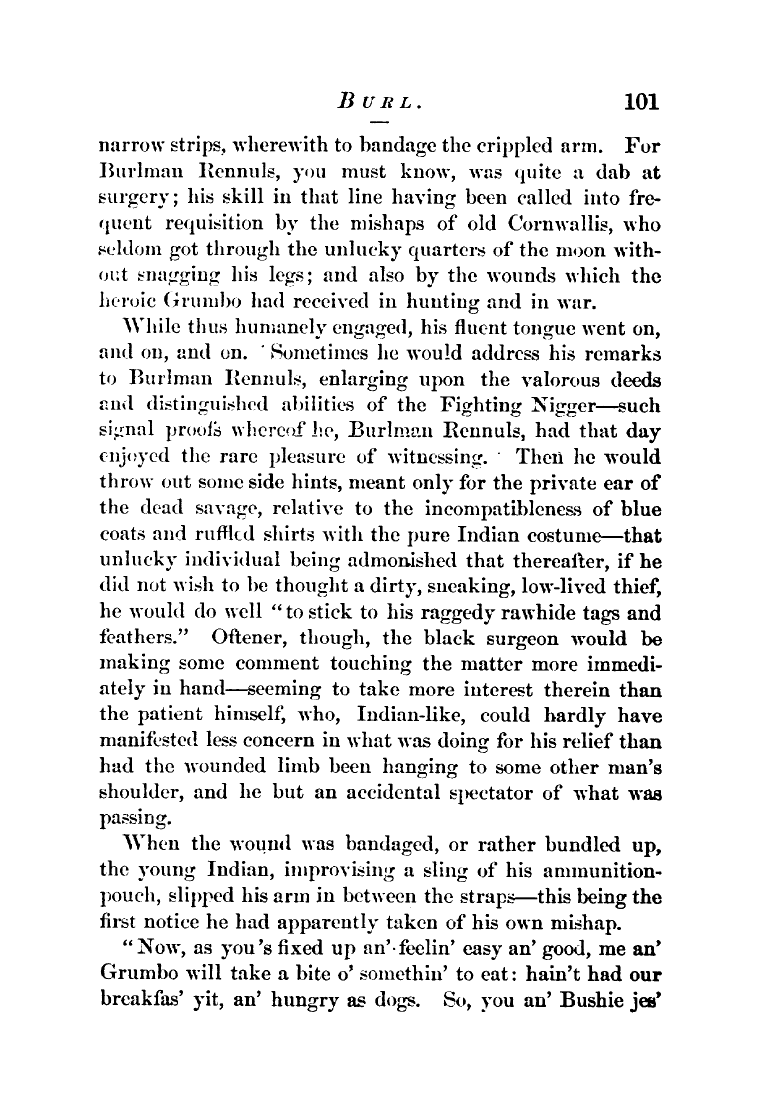 BURL. 101
narrow strips, wherewith to bandage the crippled arm. For
Burlman Rennuls, you must know, was quite a dab at
surgery; his skill in that line having been called into fre-
quent requisition by the mishaps of old Cornwallis, who
seldom got through the unlucky quarters of the moon with-
out snagging his legs; and also by the wounds which the
heroic Grumbo had received in hunting and in war.
While thus humanely engaged, his fluent tongue went on,
and on, and on. Sometimes he would address his remarks
to Burlman Rennuls, enlarging upon the valorous deeds
and distinguished abilities of the Fighting Nigger—such
signal proofs whereof he, Burlman Rennuls, had that day
enjoyed the rare pleasure of witnessing. Then he would
throw out some side hints, meant only for the private ear of
the dead savage, relative to the incompatibleness of blue
coats and ruffled shirts with the pure Indian costume—that
unlucky individual being admonished that thereafter, if he
did not wish to be thought a dirty, sneaking, low-lived thief,
he would do well "to stick to his raggedy rawhide tags and
feathers." Oftener, though, the black surgeon would be
making some comment touching the matter more immedi-
ately in hand—seeming to take more interest therein than
the patient himself, who, Indian-like, could hardly have
manifested less concern in what was doing for his relief than
had the wounded limb been hanging to some other man's
shoulder, and he but an accidental spectator of what was
passing.
When the wound was bandaged, or rather bundled up,
the young Indian, improvising a sling of his ammunition-
pouch, slipped his arm in between the straps—this being the
first notice he had apparently taken of his own mishap.
"Now, as you's fixed up an' feelin' easy an' good, me an'
Grumbo will take a bite o' somethin' to eat: hain't had our
breakfas' yit, an' hungry as dogs. So, you an' Bushie jes'